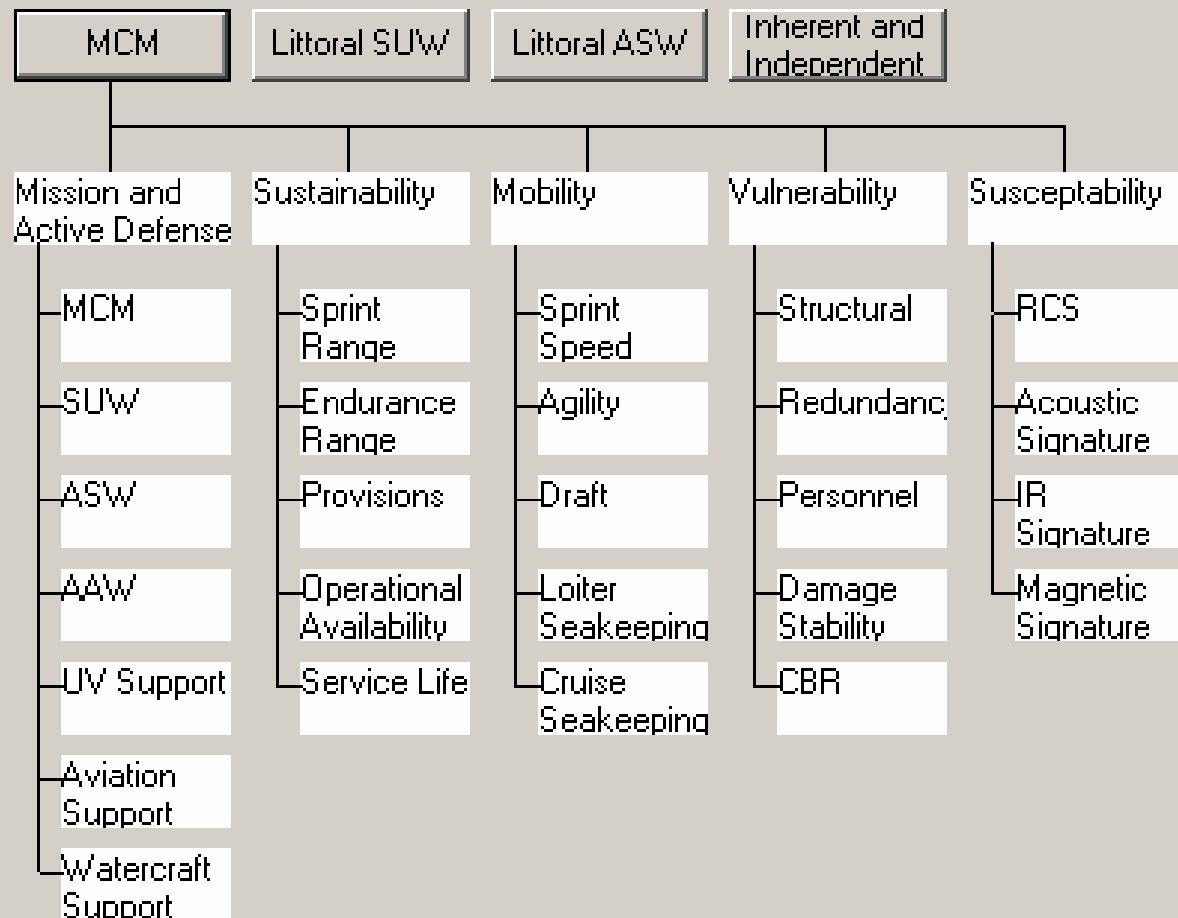 MCM
Littoral SUW
Littoral ASW
Inherent and
Independent
Mission and
Active Defense
Sustainability
Mobility
Vulnerability
Susceptability
MCM
SUW
ASW
AAW
UV Support
Aviation
Support
Watercraft
Support
Sprint
Range
Endurance
Range
Provisions
Operational
Availability
Service Life
Sprint
Speed
Agility
Draft
Loiter
Seakeeping
Cruise
Seakeeping
Structural
Redundanc
Personnel
Damage
Stability
CBR
RCS
Acoustic
Signature
IR
Signature
Magnetic
Signature